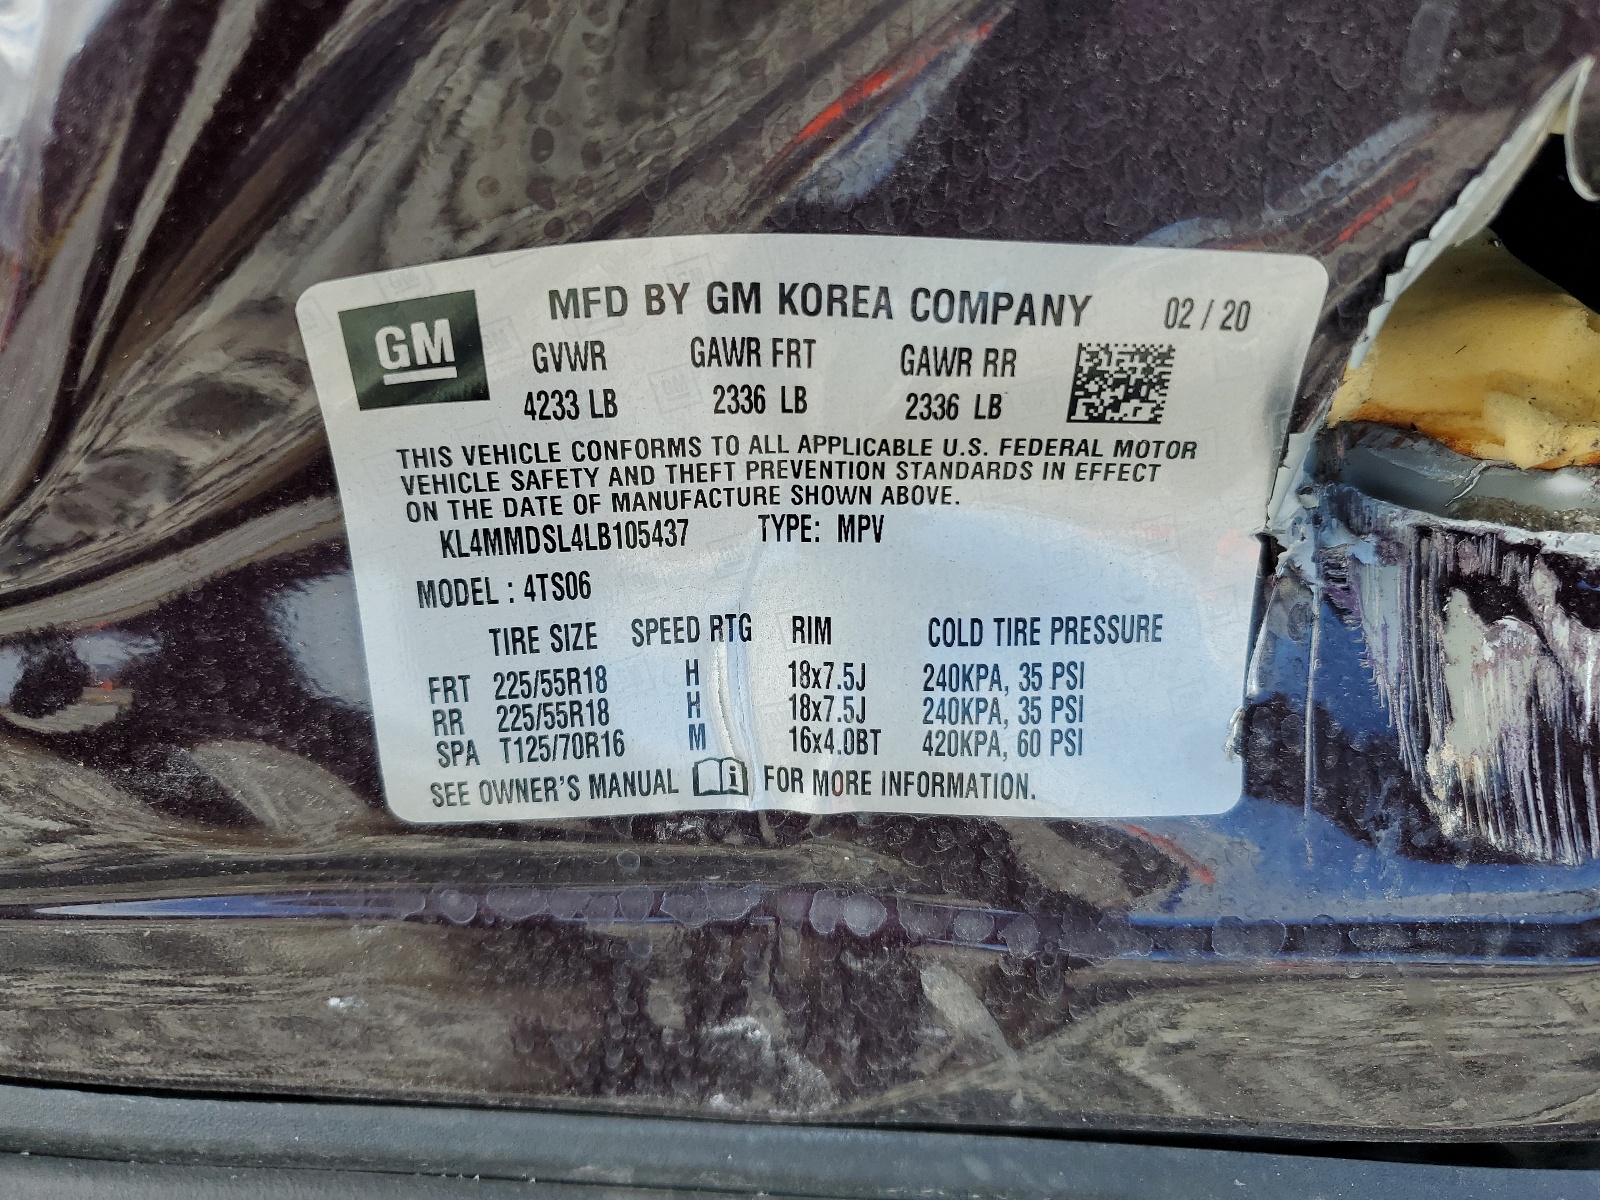 GM
MFD BY GM KOREA COMPANY 02 / 20
GVWR GAWR FRT GAWR RR
4233 LB 2336 LB 2336 LB
THIS VEHICLE CONFORMS TO ALL APPLICABLE U.S. FEDERAL MOTOR
VEHICLE SAFETY AND THEFT PREVENTION STANDARDS IN EFFECT
ON THE DATE OF MANUFACTURE SHOWN ABOVE.
KL4MMDSL4LB105437 TYPE: MPV
MODEL : 4TS06
TIRE SIZE SPEED RTG RIM COLD TIRE PRESSURE
FRT 225/55R18 H 18x7.5J 240KPA, 35 PSI
RR 225/55R18 H 18x7.5J 240KPA, 35 PSI
SPA T125/70R16 M 16x4.0BT 420KPA, 60 PSI
SEE OWNER'S MANUAL i FOR MORE INFORMATION.